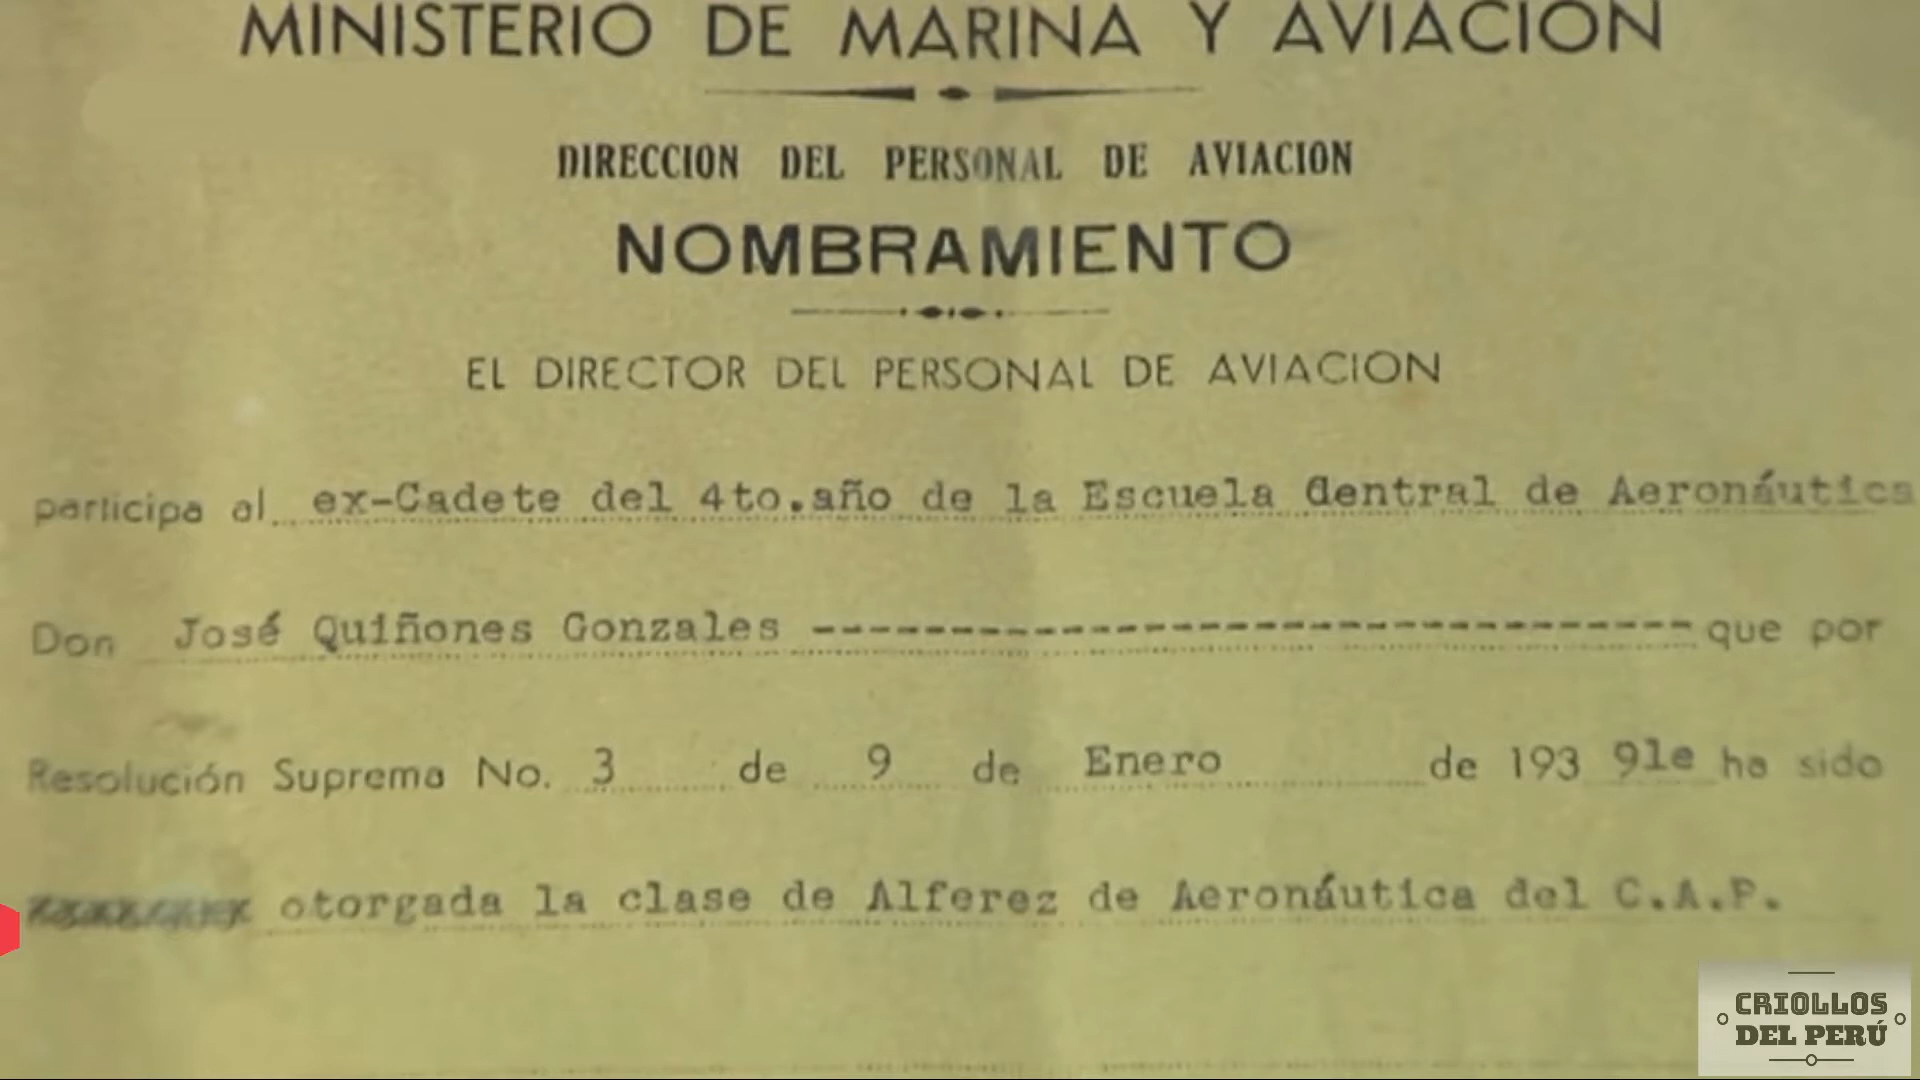 MINISTERIO DE MARINA Y AVIACION
DIRECCION DEL PERSONAL DE AVIACION
NOMBRAMIENTO
EL DIRECTOR DEL PERSONAL DE AVIACION
participa al ex-Cadete del 4to.año de la Escuela Central de Aeronáutica
Don José Quiñones Gonzales ---------------------------------- que por
Resolución Suprema No. 3 de 9 de Enero de 193 9le ha sido
otorgada la clase de Alferez de Aeronáutica del C.A.P.
CRIOLLOS
DEL PERÚ